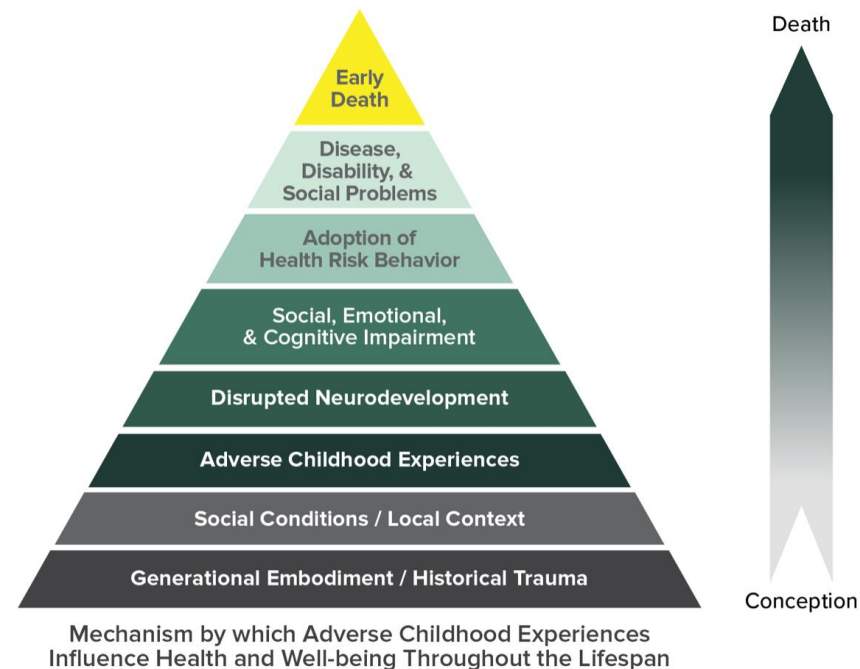 Early
Death
Disease,
Disability, &
Social Problems
Adoption of
Health Risk Behavior
Social, Emotional,
& Cognitive Impairment
Disrupted Neurodevelopment
Adverse Childhood Experiences
Social Conditions / Local Context
Generational Embodiment / Historical Trauma
Mechanism by which Adverse Childhood Experiences
Influence Health and Well-being Throughout the Lifespan
Death
Conception